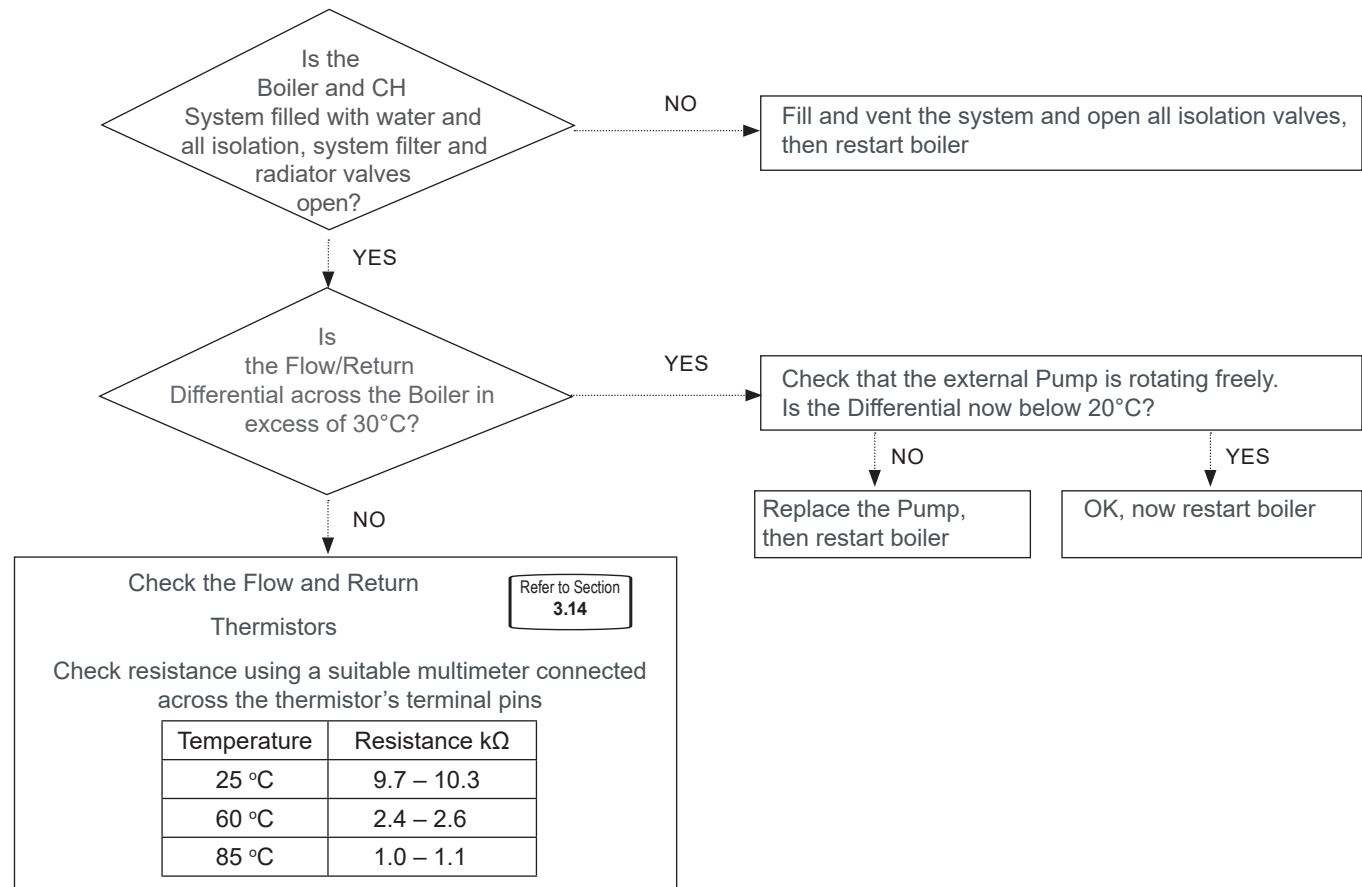 Is the
Boiler and CH
System filled with water and
all isolation, system filter and
radiator valves
open?
NO
Fill and vent the system and open all isolation valves,
then restart boiler
YES
Is
the Flow/Return
Differential across the Boiler in
excess of 30°C?
YES
Check that the external Pump is rotating freely.
Is the Differential now below 20°C?
NO
YES
Replace the Pump,
then restart boiler
OK, now restart boiler
NO
Check the Flow and Return
Thermistors
Refer to Section
3.14
Check resistance using a suitable multimeter connected
across the thermistor’s terminal pins
Temperature Resistance kΩ
25 °C 9.7 – 10.3
60 °C 2.4 – 2.6
85 °C 1.0 – 1.1